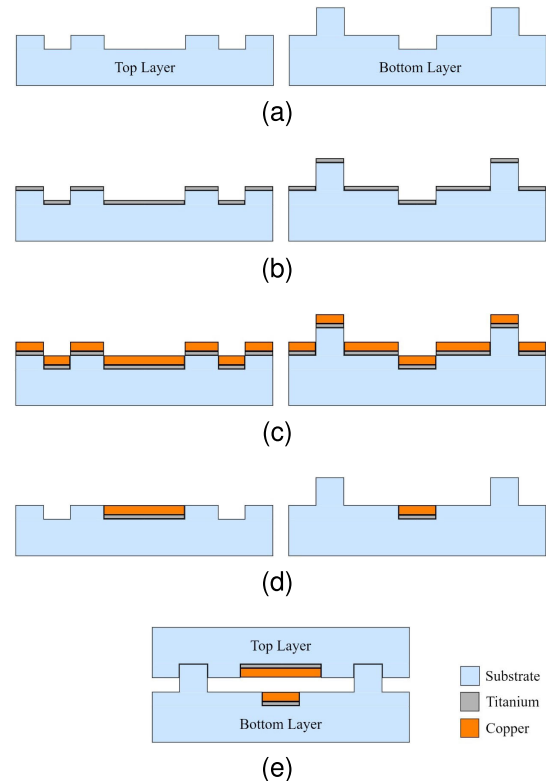 Top Layer
Bottom Layer
(a)
(b)
(c)
(d)
Top Layer
Bottom Layer
Substrate
Titanium
Copper
(e)